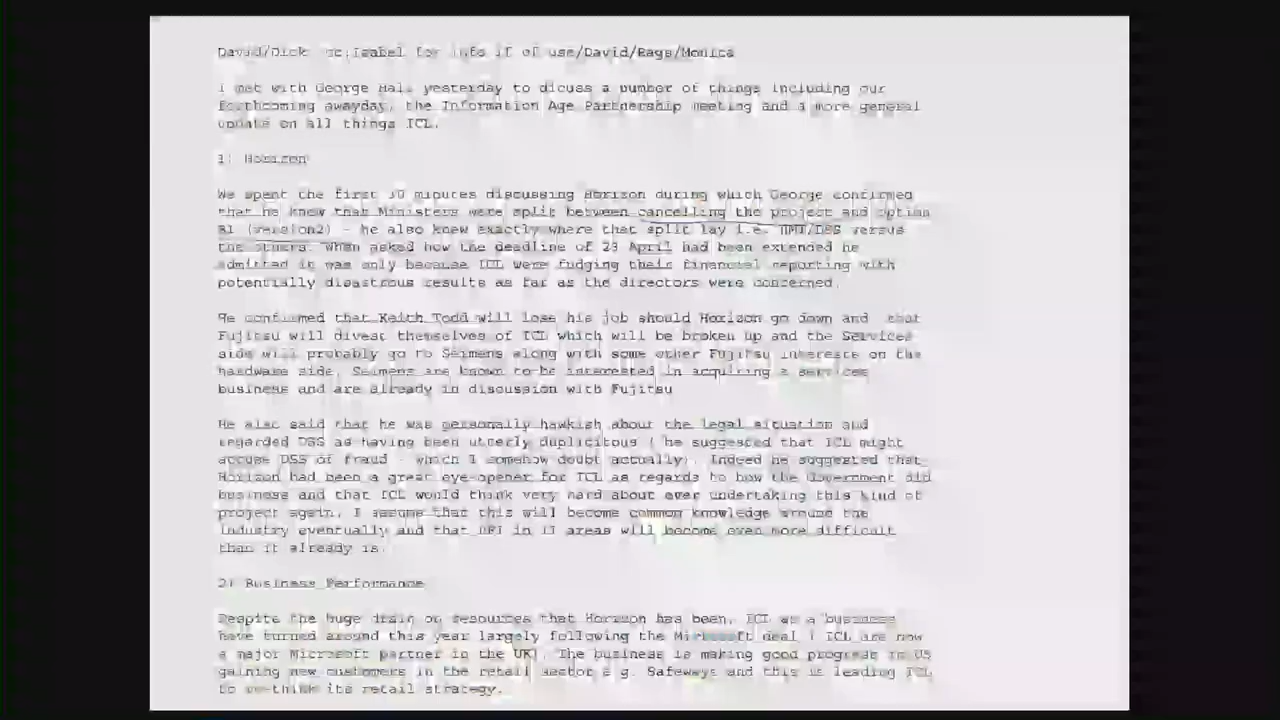 David/Dick cc:Isabel for info if of use/David/Rags/Monica
I met with George Hall yesterday to dicuss a number of things including our
forthcoming awayday, the Information Age Partnership meeting and a more general
update on all things ICL.
1) Horizon
We spent the first 30 minutes discussing Horizon during which George confirmed
that he knew that Ministers were split between cancelling the project and option
B1 (version2) - he also knew exactly where that split lay i.e. HMT/DSS versus
the others. When asked how the deadline of 23 April had been extended he
admitted it was only because ICL were fudging their financial reporting with
potentially disastrous results as far as the directors were concerned.
He confirmed that Keith Todd will lose his job should Horizon go down and that
Fujitsu will divest themselves of ICL which will be broken up and the Services
side will probably go to Seimens along with some other Fujitsu interests on the
hardware side. Seimens are known to be interested in acquiring a services
business and are already in discussion with Fujitsu
He also said that he was personally hawkish about the legal situation and
regarded DSS as having been utterly duplicitous ( he suggested that ICL might
accuse DSS of fraud - which I somehow doubt actually). Indeed he suggested that
Horizon had been a great eye-opener for ICL as regards to how the Government did
business and that ICL would think very hard about ever undertaking this kind of
project again. I assume that this will become common knowledge around the
industry eventually and that PFI in IT areas will become even more difficult
than it already is.
2) Business Performance
Despite the huge drain on resources that Horizon has been, ICL as a business
have turned around this year largely following the Microsoft deal ( ICL are now
a major Microsoft partner in the UK). The business is making good progress in US
gaining new customers in the retail sector e.g. Safeways and this is leading ICL
to re-think its retail strategy.